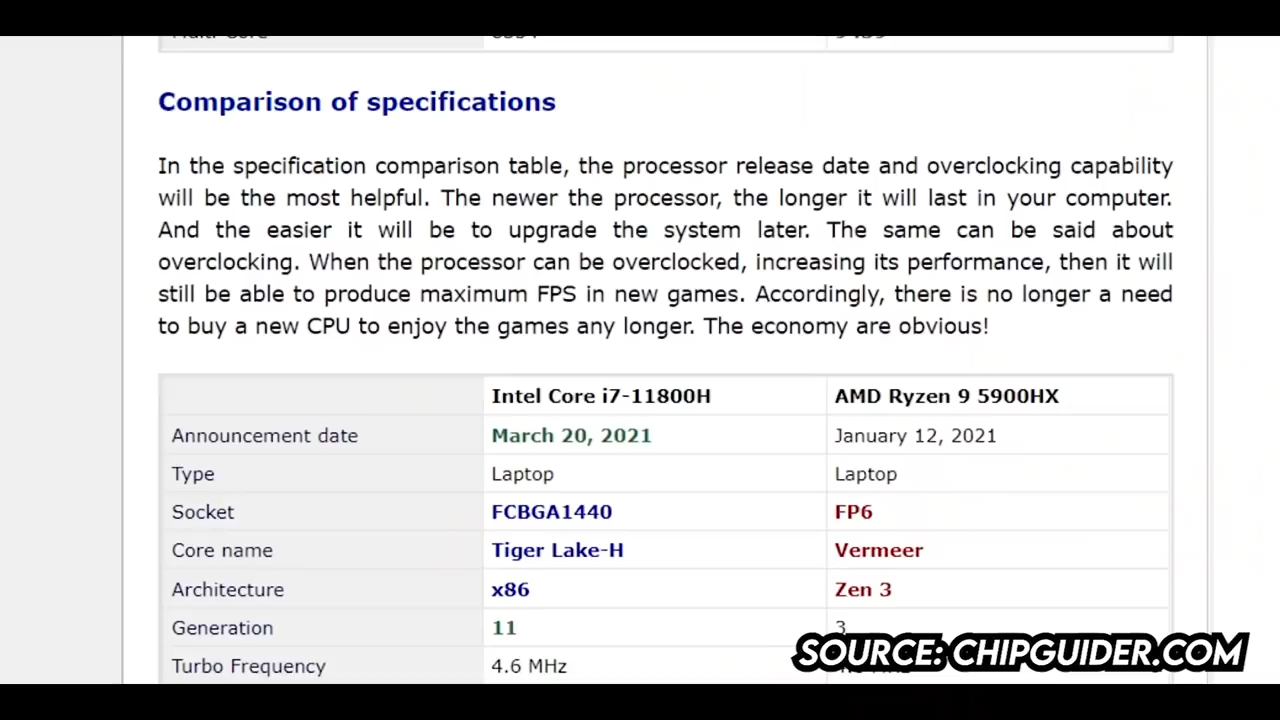 Comparison of specifications
In the specification comparison table, the processor release date and overclocking capability
will be the most helpful. The newer the processor, the longer it will last in your computer.
And the easier it will be to upgrade the system later. The same can be said about
overclocking. When the processor can be overclocked, increasing its performance, then it will
still be able to produce maximum FPS in new games. Accordingly, there is no longer a need
to buy a new CPU to enjoy the games any longer. The economy are obvious!
Intel Core i7-11800H AMD Ryzen 9 5900HX
Announcement date March 20, 2021 January 12, 2021
Type Laptop Laptop
Socket FCBGA1440 FP6
Core name Tiger Lake-H Vermeer
Architecture x86 Zen 3
Generation 11 3
Turbo Frequency 4.6 MHz
SOURCE: CHIPGUIDER.COM